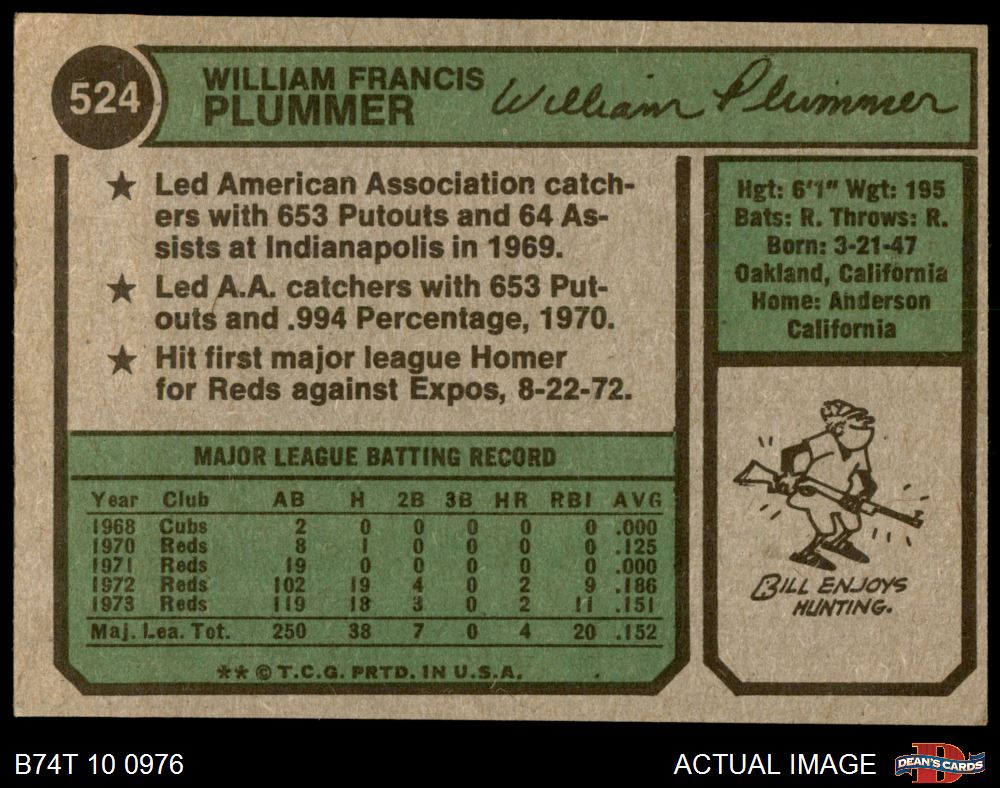 524
WILLIAM FRANCIS
PLUMMER
William Plummer
★ Led American Association catch-
ers with 653 Putouts and 64 As-
sists at Indianapolis in 1969.
★ Led A.A. catchers with 653 Put-
outs and .994 Percentage, 1970.
★ Hit first major league Homer
for Reds against Expos, 8-22-72.
Hgt: 6'1" Wgt: 195
Bats: R. Throws: R.
Born: 3-21-47
Oakland, California
Home: Anderson
California
MAJOR LEAGUE BATTING RECORD
Year Club AB H 2B 3B HR RBI AVG
1968 Cubs 2 0 0 0 0 0 .000
1970 Reds 8 1 0 0 0 0 .125
1971 Reds 19 0 0 0 0 0 .000
1972 Reds 102 19 4 0 2 9 .186
1973 Reds 119 18 3 0 2 11 .151
Maj. Lea. Tot. 250 38 7 0 4 20 .152
** © T.C.G. PRTD. IN U.S.A.
BILL ENJOYS
HUNTING.
B74T 10 0976
ACTUAL IMAGE
DEAN'S CARDS